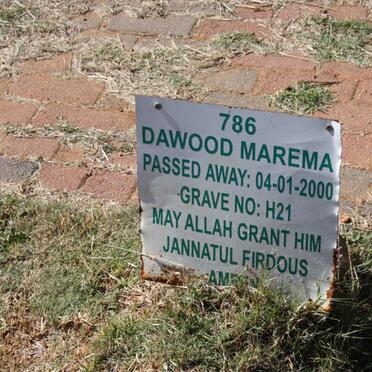 786
DAWOOD MAREMA
PASSED AWAY: 04-01-2000
GRAVE NO: H21
MAY ALLAH GRANT HIM
JANNATUL FIRDOUS